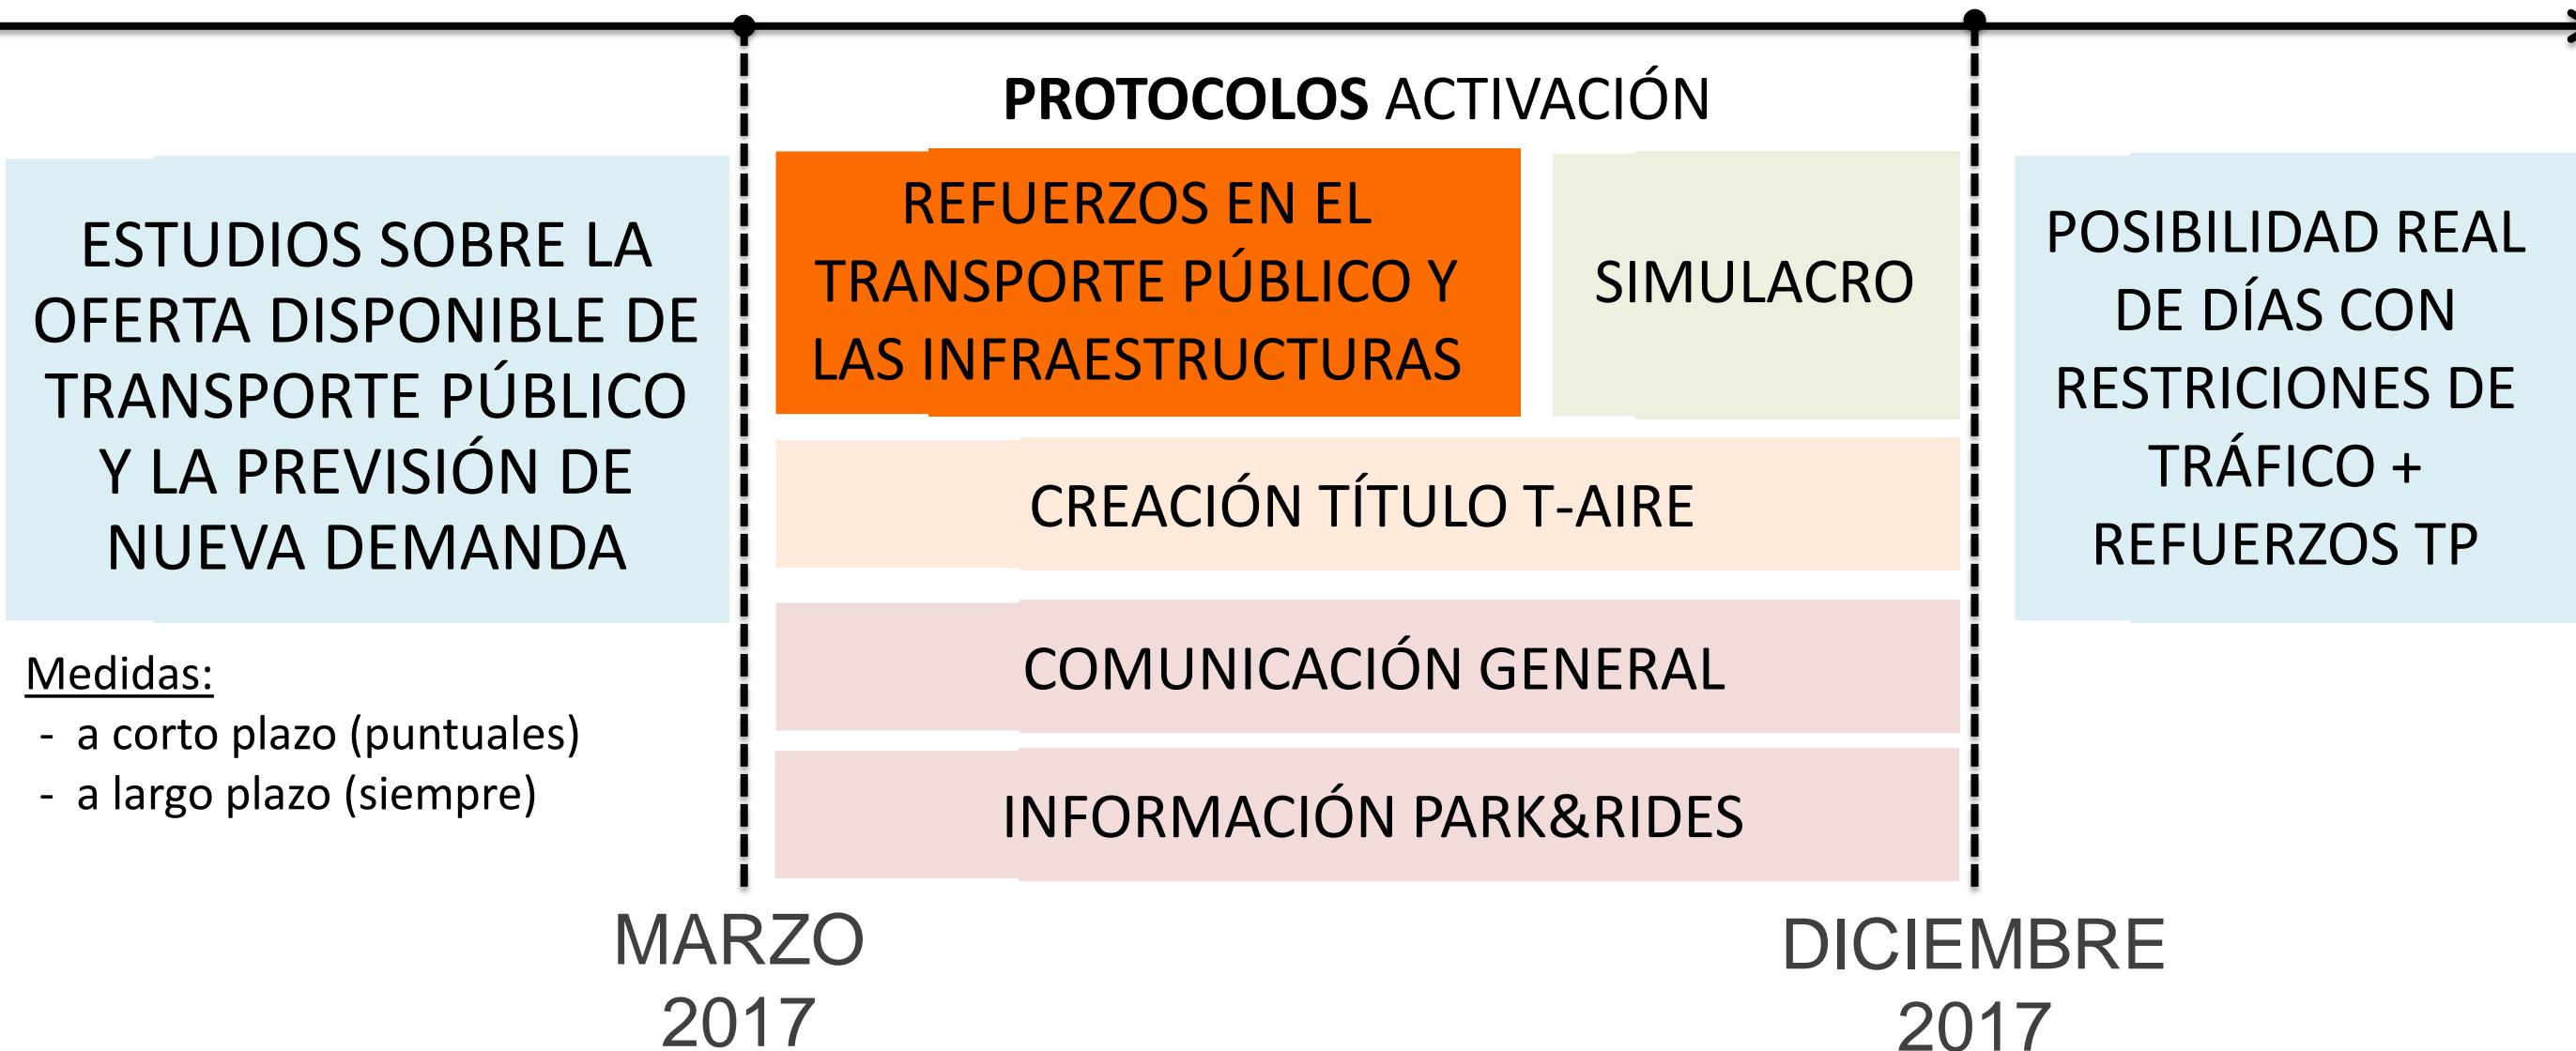 PROTOCOLOS ACTIVACIÓN
ESTUDIOS SOBRE LA
OFERTA DISPONIBLE DE
TRANSPORTE PÚBLICO
Y LA PREVISIÓN DE
NUEVA DEMANDA
Medidas:
- a corto plazo (puntuales)
- a largo plazo (siempre)
REFUERZOS EN EL
TRANSPORTE PÚBLICO Y
LAS INFRAESTRUCTURAS
SIMULACRO
CREACIÓN TÍTULO T-AIRE
COMUNICACIÓN GENERAL
INFORMACIÓN PARK&RIDES
POSIBILIDAD REAL
DE DÍAS CON
RESTRICIONES DE
TRÁFICO +
REFUERZOS TP
MARZO
2017
DICIEMBRE
2017